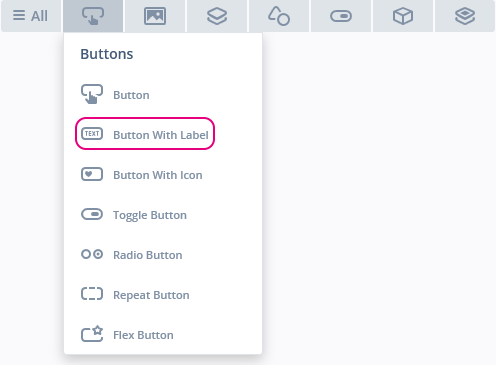 All
Buttons
Button
TEXT Button With Label
Button With Icon
Toggle Button
Radio Button
Repeat Button
Flex Button